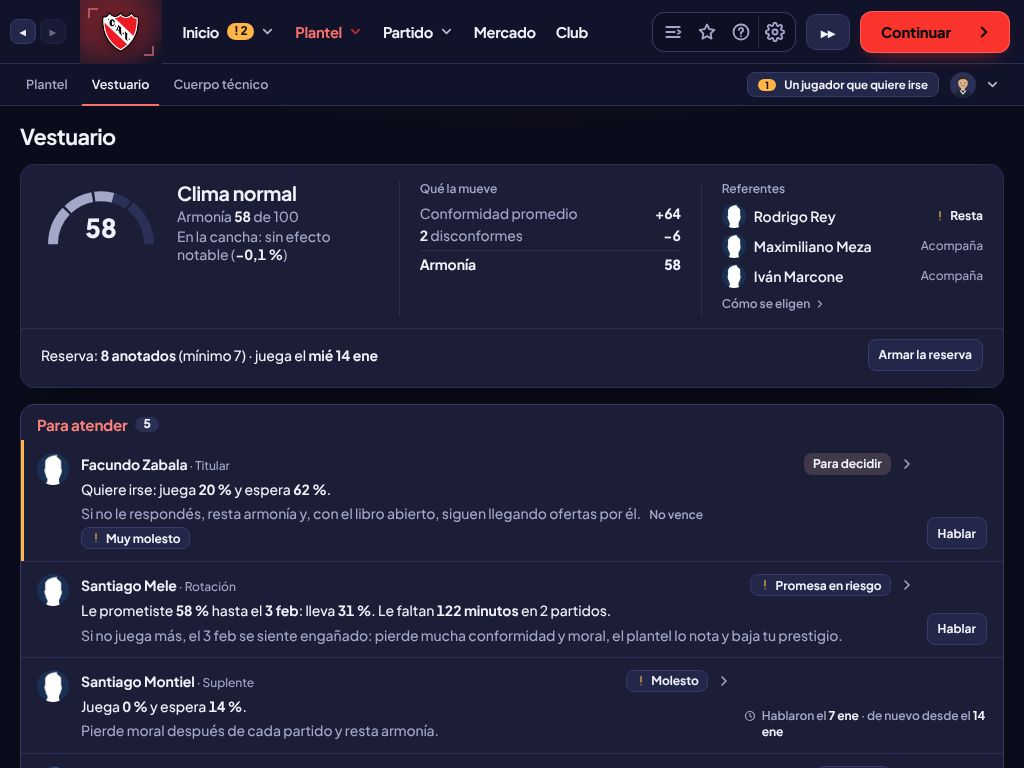 ◂ ▸ C.A.I. Inicio ! 2 Plantel Partido Mercado Club ▸▸ Continuar
Plantel Vestuario Cuerpo técnico 1 Un jugador que quiere irse
Vestuario
58
Clima normal
Armonía 58 de 100
En la cancha: sin efecto
notable (−0,1 %)
Qué la mueve
Conformidad promedio +64
2 disconformes −6
Armonía 58
Referentes
Rodrigo Rey ! Resta
Maximiliano Meza Acompaña
Iván Marcone Acompaña
Cómo se eligen
Reserva: 8 anotados (mínimo 7) · juega el mié 14 ene Armar la reserva
Para atender 5
Facundo Zabala · Titular Para decidir
Quiere irse: juega 20 % y espera 62 %.
Si no le respondés, resta armonía y, con el libro abierto, siguen llegando ofertas por él. No vence
! Muy molesto Hablar
Santiago Mele · Rotación ! Promesa en riesgo
Le prometiste 58 % hasta el 3 feb: lleva 31 %. Le faltan 122 minutos en 2 partidos.
Si no juega más, el 3 feb se siente engañado: pierde mucha conformidad y moral, el plantel lo nota y baja tu prestigio. Hablar
Santiago Montiel · Suplente ! Molesto
Juega 0 % y espera 14 %.
Pierde moral después de cada partido y resta armonía.
Hablaron el 7 ene · de nuevo desde el 14
ene